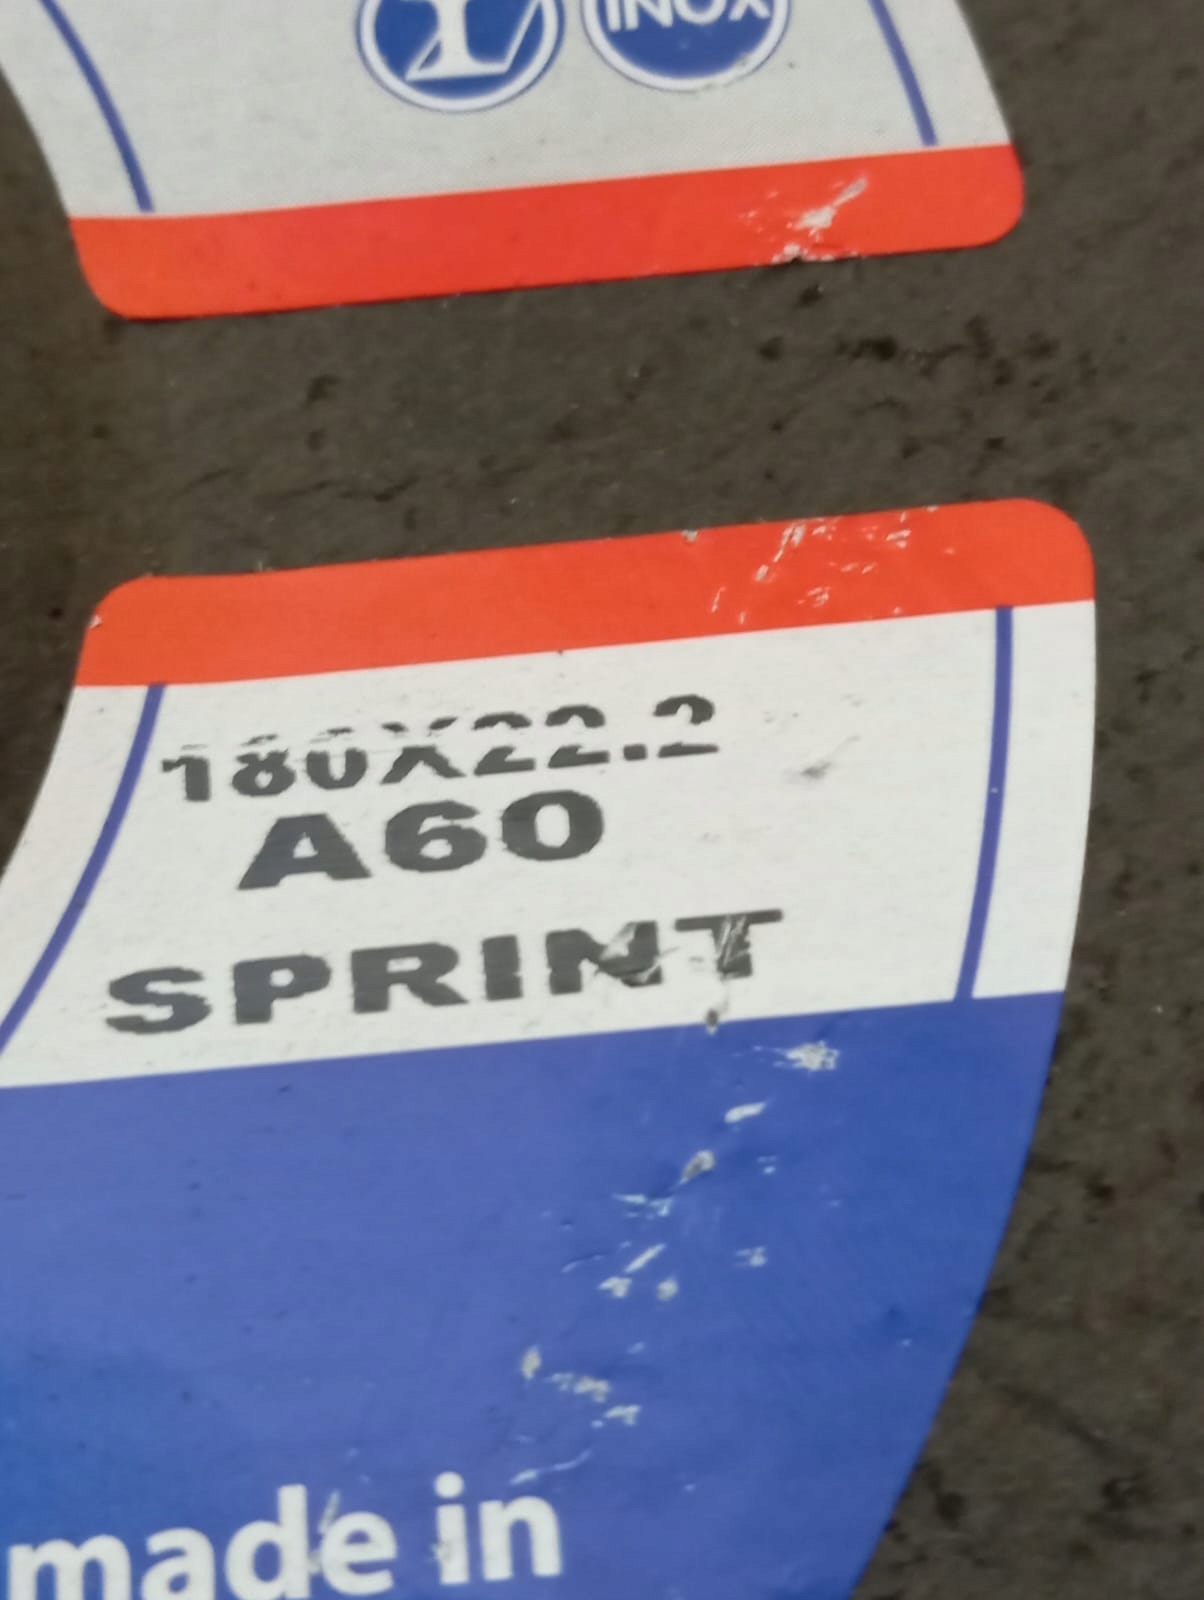 INOX
180X22.2
A60
SPRINT
made in